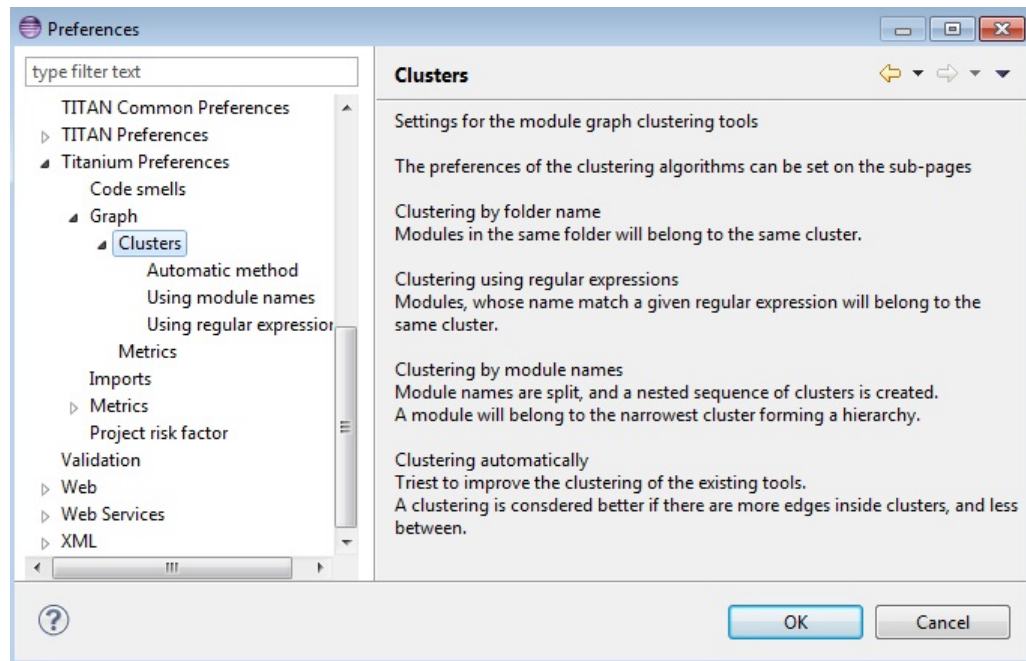 Preferences
type filter text
TITAN Common Preferences
TITAN Preferences
Titanium Preferences
Code smells
Graph
Clusters
Automatic method
Using module names
Using regular expression
Metrics
Imports
Metrics
Project risk factor
Validation
Web
Web Services
XML
Clusters
Settings for the module graph clustering tools
The preferences of the clustering algorithms can be set on the sub-pages
Clustering by folder name
Modules in the same folder will belong to the same cluster.
Clustering using regular expressions
Modules, whose name match a given regular expression will belong to the
same cluster.
Clustering by module names
Module names are split, and a nested sequence of clusters is created.
A module will belong to the narrowest cluster forming a hierarchy.
Clustering automatically
Triest to improve the clustering of the existing tools.
A clustering is consdered better if there are more edges inside clusters, and less
between.
OK
Cancel